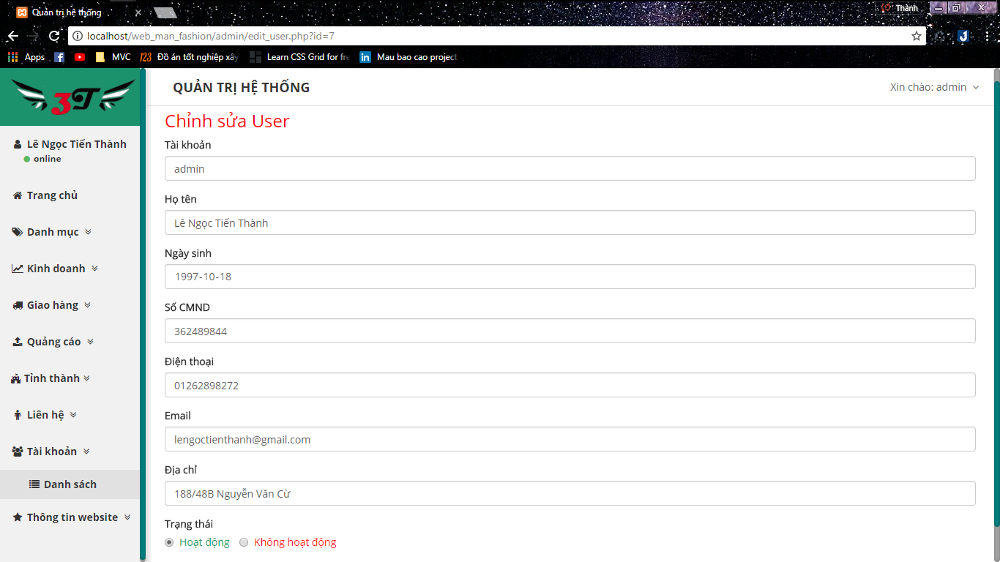 Quản trị hệ thống
Thành
localhost/web_man_fashion/admin/edit_user.php?id=7
Apps
MVC
123 Đồ án tốt nghiệp xây
Learn CSS Grid for fre
in Mau bao cao project
3T
QUẢN TRỊ HỆ THỐNG
Xin chào: admin
Lê Ngọc Tiến Thành
online
Trang chủ
Danh mục
Kinh doanh
Giao hàng
Quảng cáo
Tỉnh thành
Liên hệ
Tài khoản
Danh sách
Thông tin website
Chỉnh sửa User
Tài khoản
admin
Họ tên
Lê Ngọc Tiến Thành
Ngày sinh
1997-10-18
Số CMND
362489844
Điện thoại
01262898272
Email
lengoctienthanh@gmail.com
Địa chỉ
188/48B Nguyễn Văn Cừ
Trạng thái
Hoạt động Không hoạt động